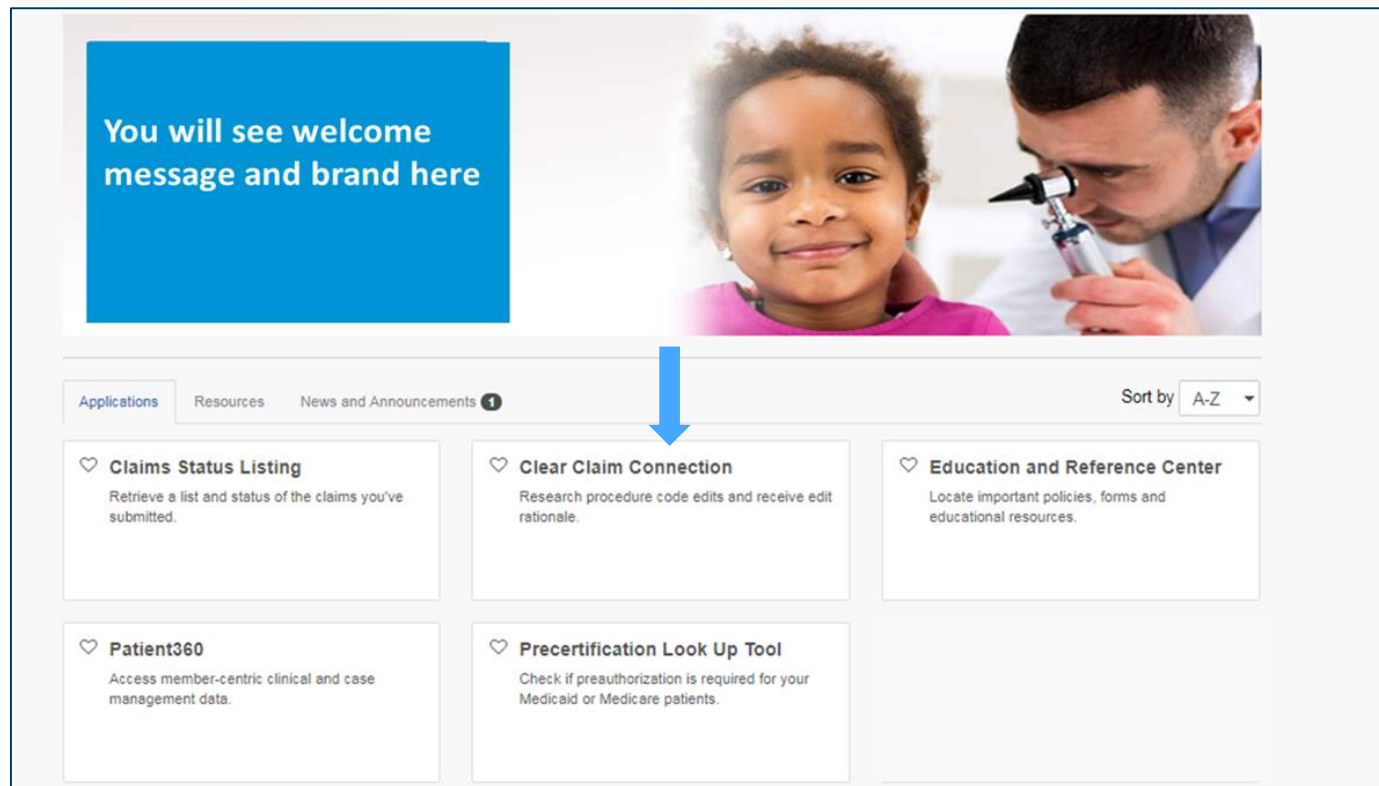 You will see welcome
message and brand here
Applications Resources News and Announcements 1
Sort by A-Z
Claims Status Listing
Retrieve a list and status of the claims you've
submitted.
Clear Claim Connection
Research procedure code edits and receive edit
rationale.
Education and Reference Center
Locate important policies, forms and
educational resources.
Patient360
Access member-centric clinical and case
management data.
Precertification Look Up Tool
Check if preauthorization is required for your
Medicaid or Medicare patients.